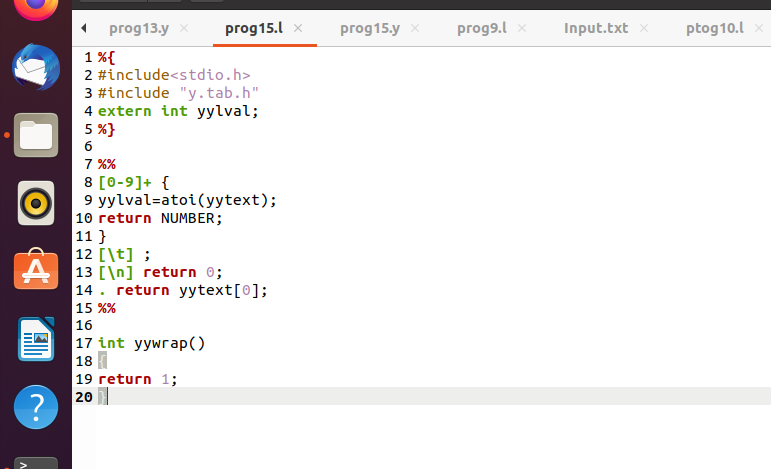 prog13.y × prog15.l × prog15.y × prog9.l × Input.txt × ptog10.l ×
1 %{
2 #include<stdio.h>
3 #include "y.tab.h"
4 extern int yylval;
5 %}
6
7 %%
8 [0-9]+ {
9 yylval=atoi(yytext);
10 return NUMBER;
11 }
12 [\t] ;
13 [\n] return 0;
14 . return yytext[0];
15 %%
16
17 int yywrap()
18 {
19 return 1;
20 }